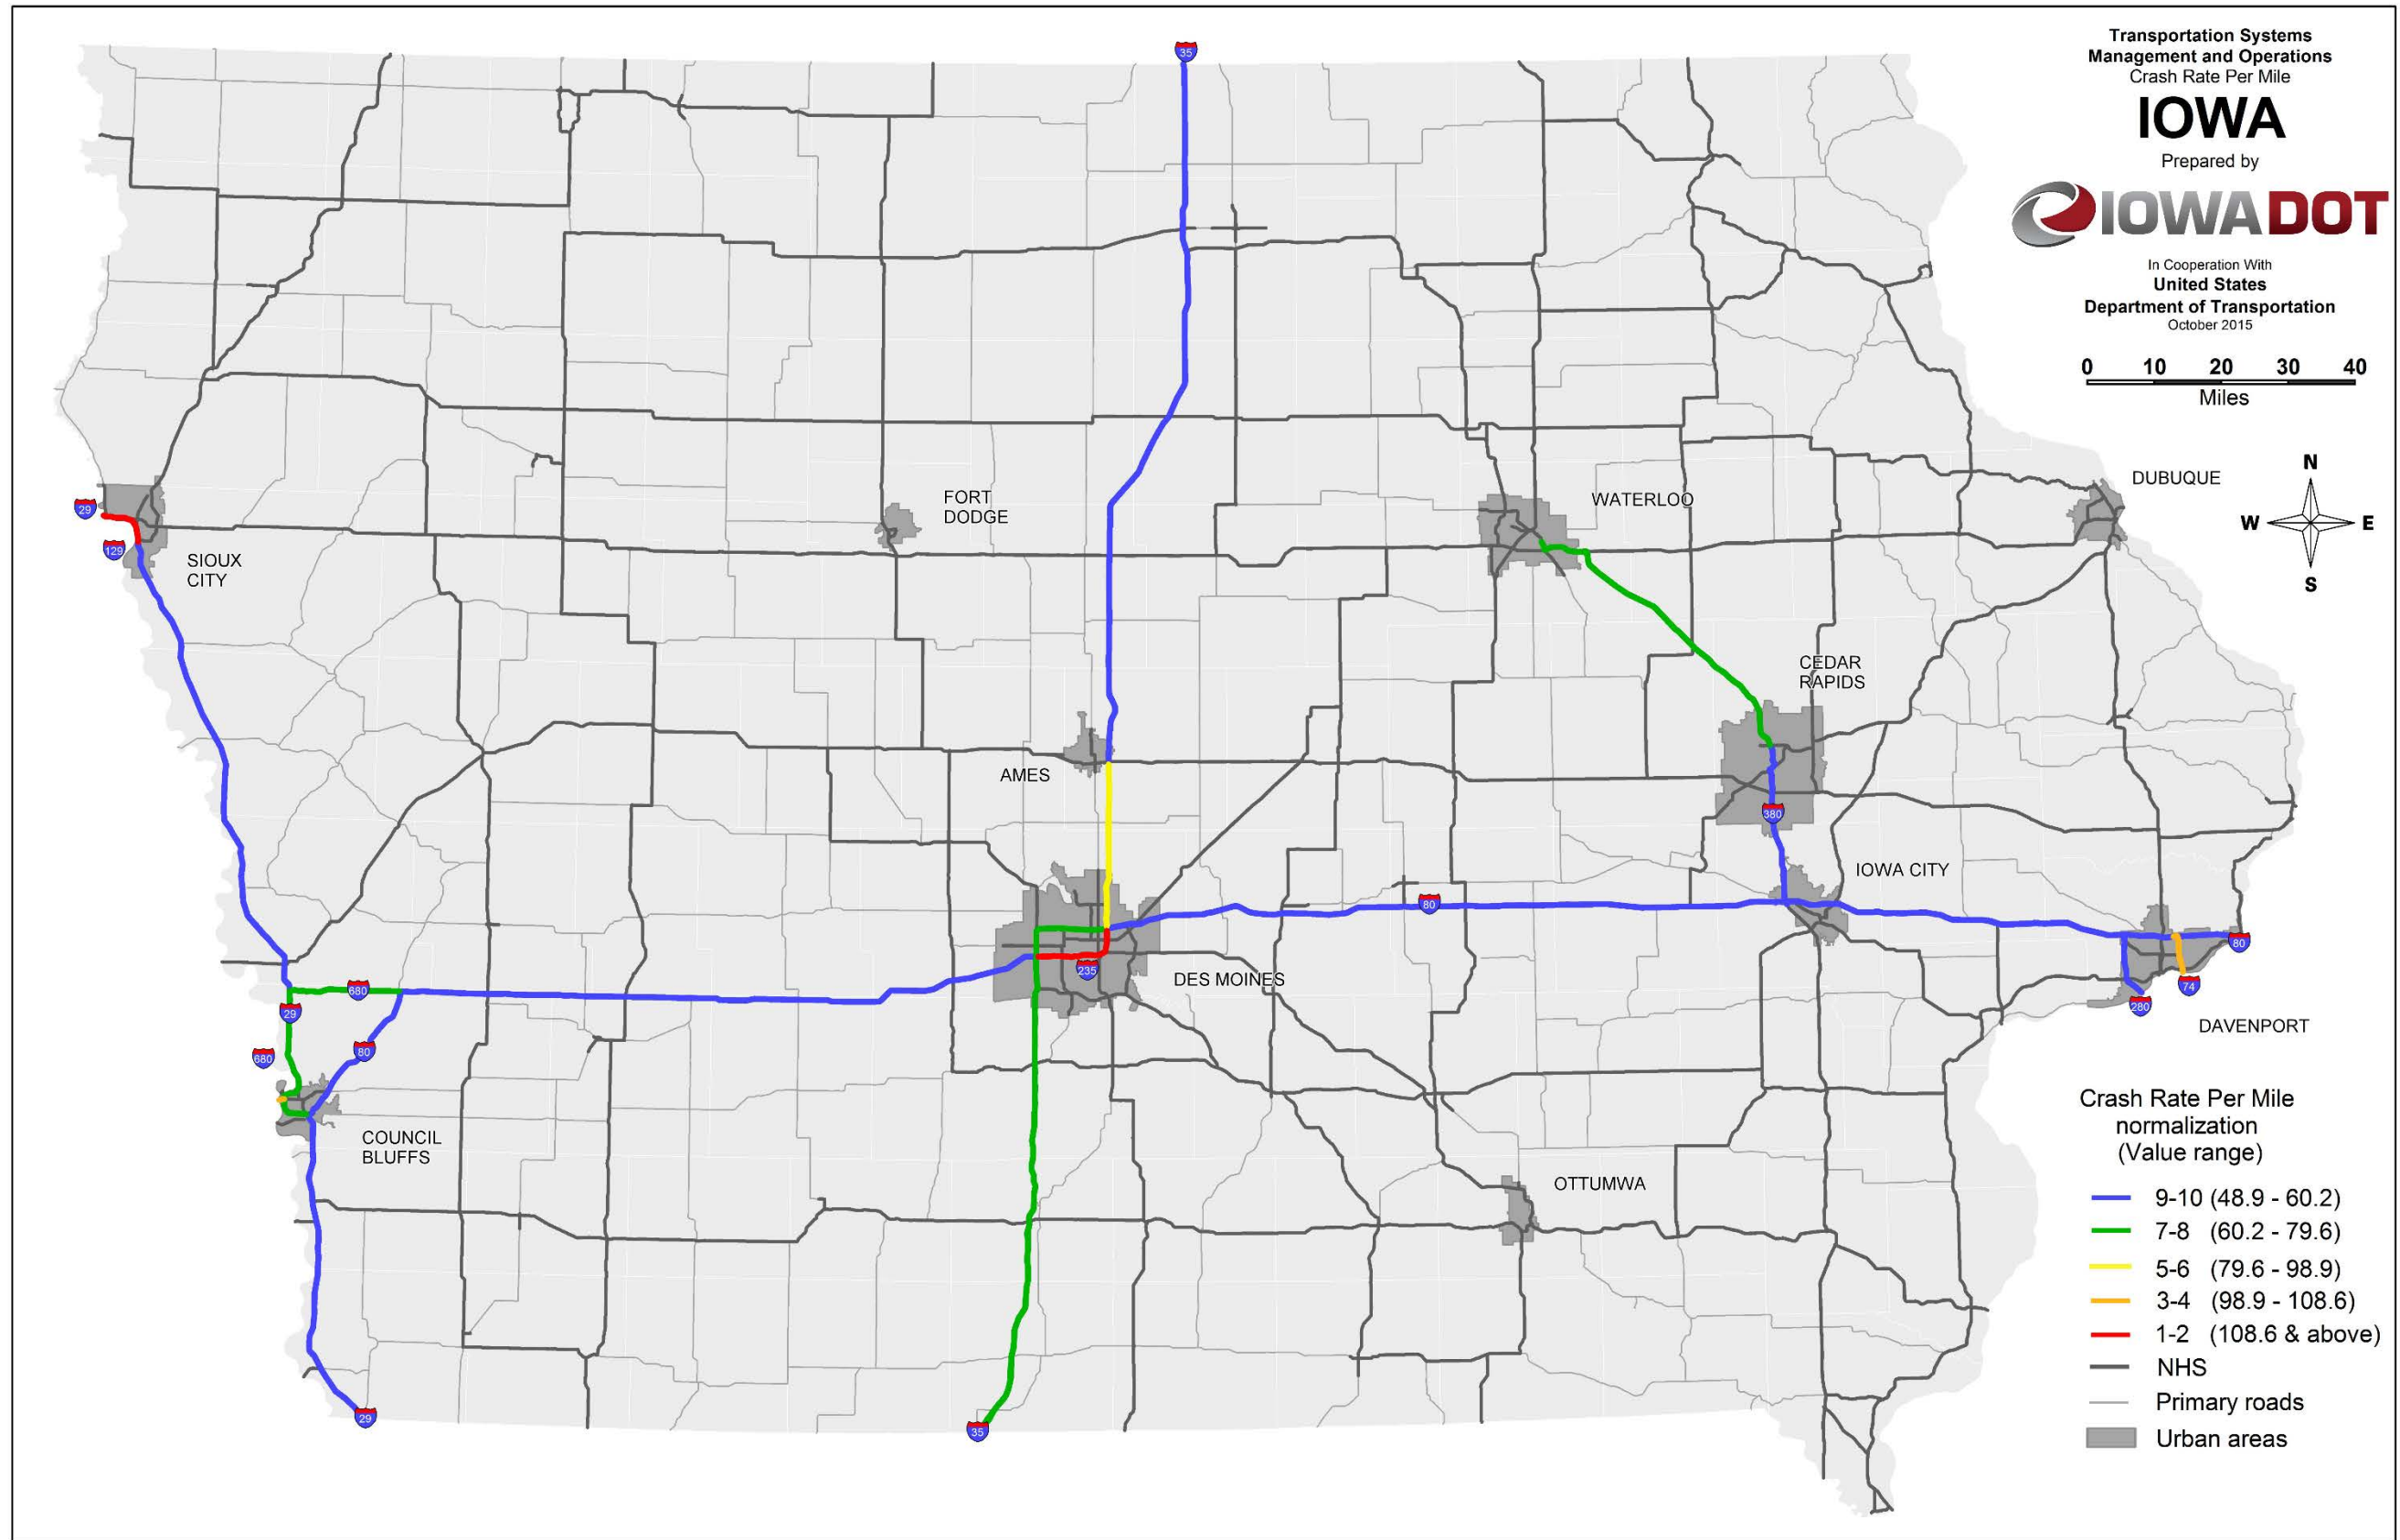 Transportation Systems
Management and Operations
Crash Rate Per Mile
IOWA
Prepared by
IOWADOT
In Cooperation With
United States
Department of Transportation
October 2015
0 10 20 30 40
Miles
N
W E
S
35
29
129
SIOUX
CITY
FORT
DODGE
WATERLOO
DUBUQUE
CEDAR
RAPIDS
AMES
380
IOWA CITY
80
80
235
DES MOINES
680
29
74
280
DAVENPORT
680
80
COUNCIL
BLUFFS
OTTUMWA
29
35
Crash Rate Per Mile
normalization
(Value range)
9-10 (48.9 - 60.2)
7-8 (60.2 - 79.6)
5-6 (79.6 - 98.9)
3-4 (98.9 - 108.6)
1-2 (108.6 & above)
NHS
Primary roads
Urban areas